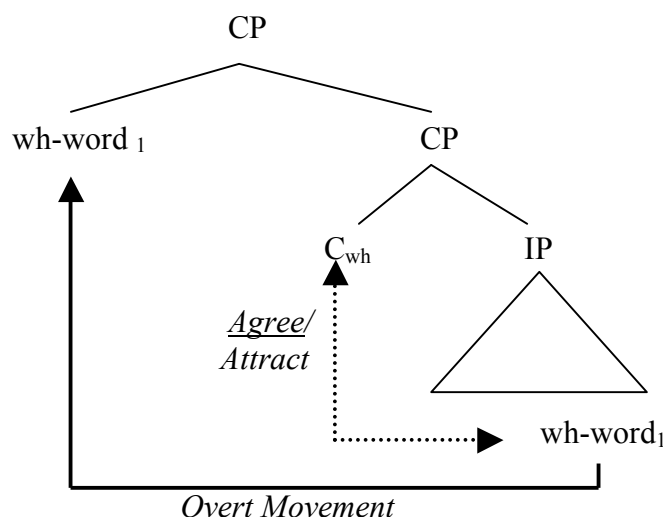 CP
wh-word 1
CP
Cwh
IP
Agree/
Attract
wh-word1
Overt Movement